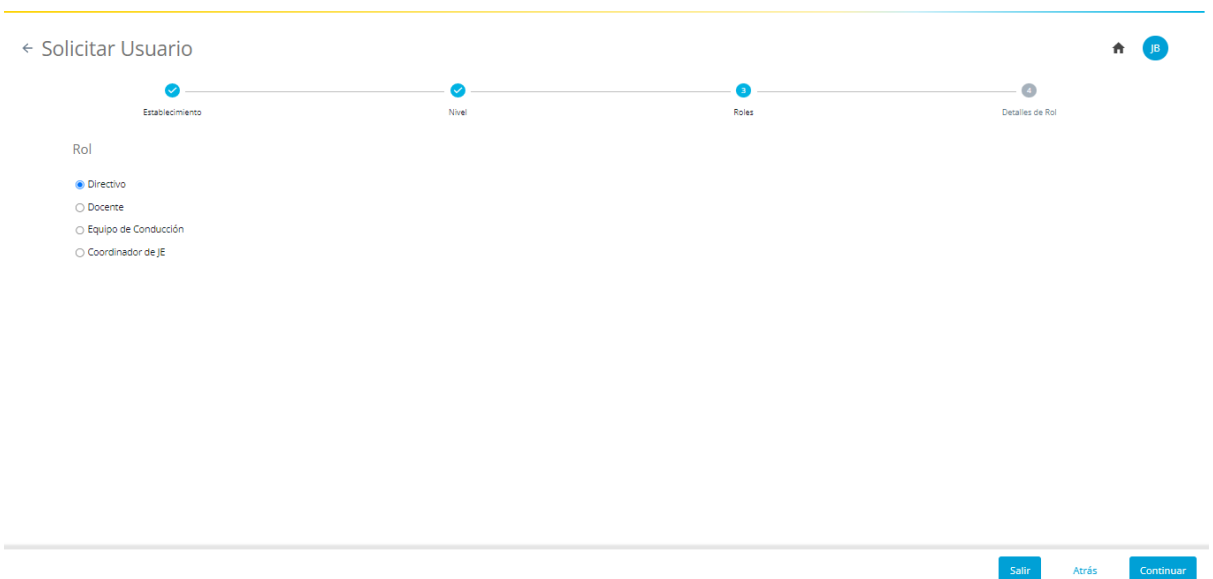 Solicitar Usuario
JB
3
4
Establecimiento
Nivel
Roles
Detalles de Rol
Rol
Directivo
Docente
Equipo de Conducción
Coordinador de JE
Salir
Atrás
Continuar